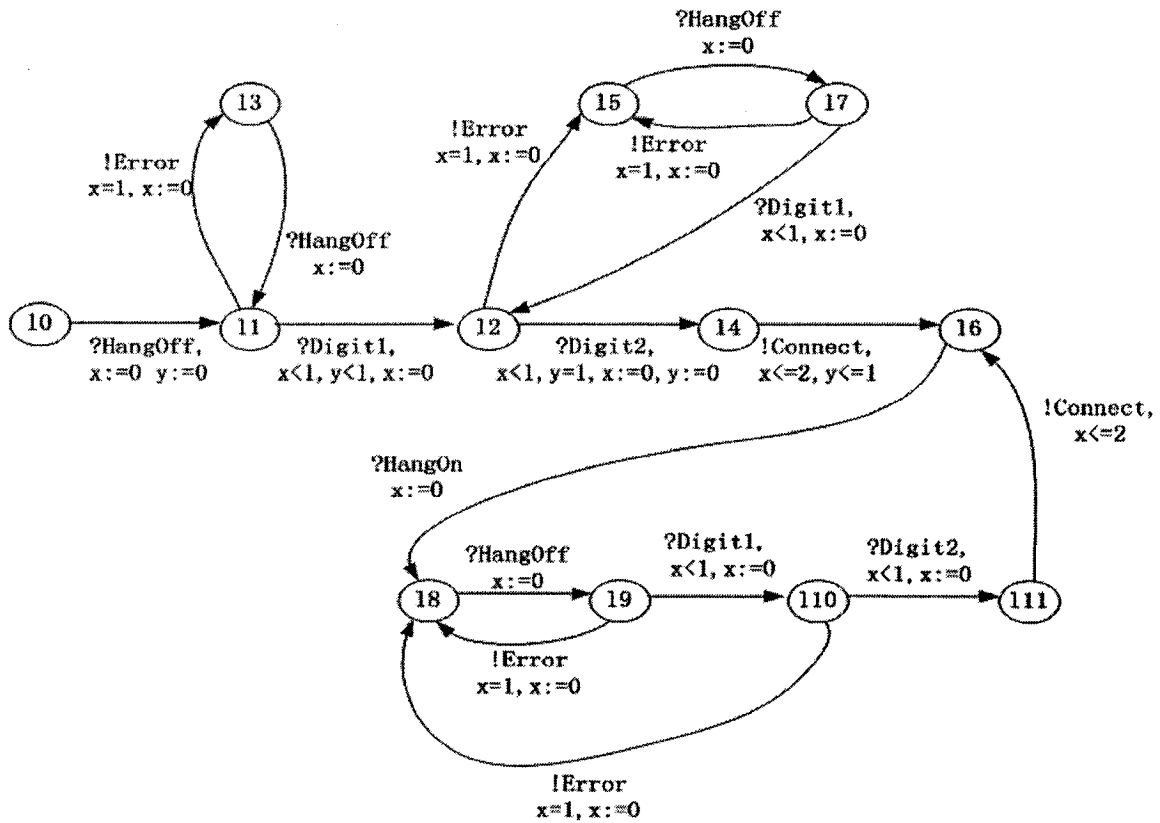 ?HangOff
x:=0
13
15
17
!Error
x=1, x:=0
!Error
x=1, x:=0
!Error
x=1, x:=0
?Digit1,
x<1, x:=0
?HangOff
x:=0
10
11
12
14
16
?HangOff,
x:=0 y:=0
?Digit1,
x<1, y<1, x:=0
?Digit2,
x<1, y=1, x:=0, y:=0
!Connect,
x<=2, y<=1
!Connect,
x<=2
?HangOn
x:=0
?HangOff
x:=0
?Digit1,
x<1, x:=0
?Digit2,
x<1, x:=0
18
19
110
111
!Error
x=1, x:=0
!Error
x=1, x:=0